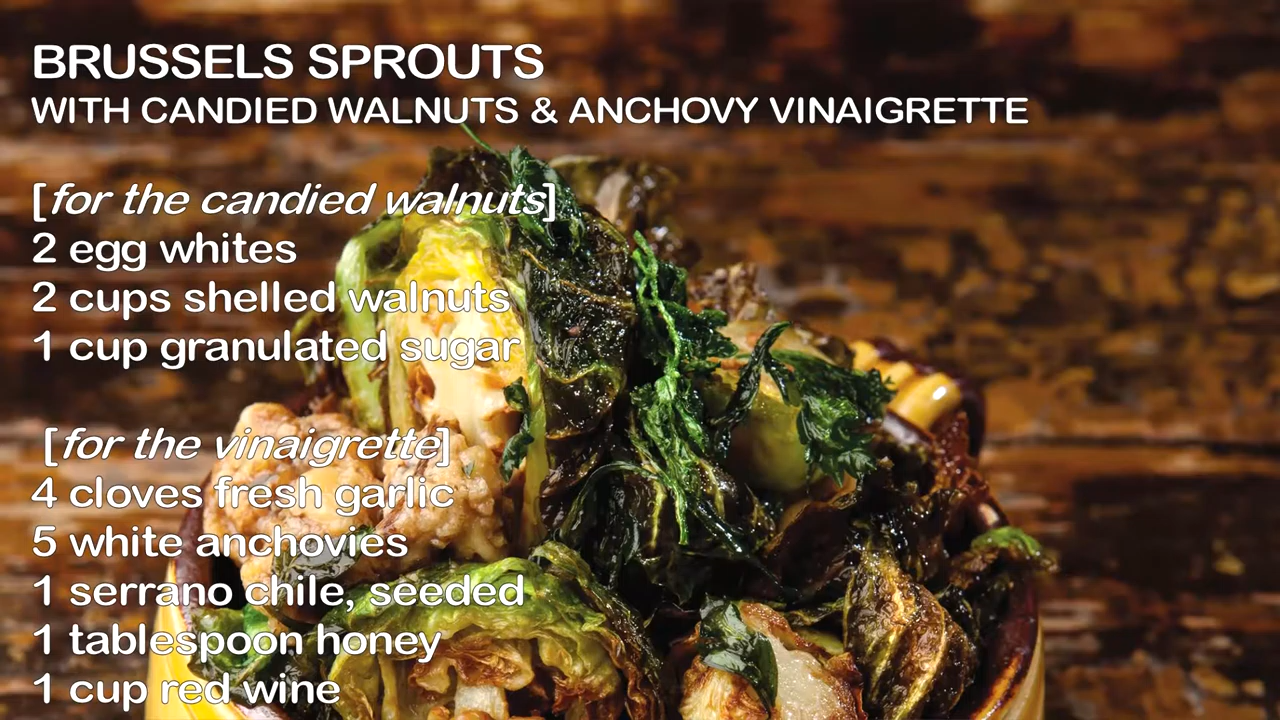 BRUSSELS SPROUTS
WITH CANDIED WALNUTS & ANCHOVY VINAIGRETTE
[for the candied walnuts]
2 egg whites
2 cups shelled walnuts
1 cup granulated sugar
[for the vinaigrette]
4 cloves fresh garlic
5 white anchovies
1 serrano chile, seeded
1 tablespoon honey
1 cup red wine